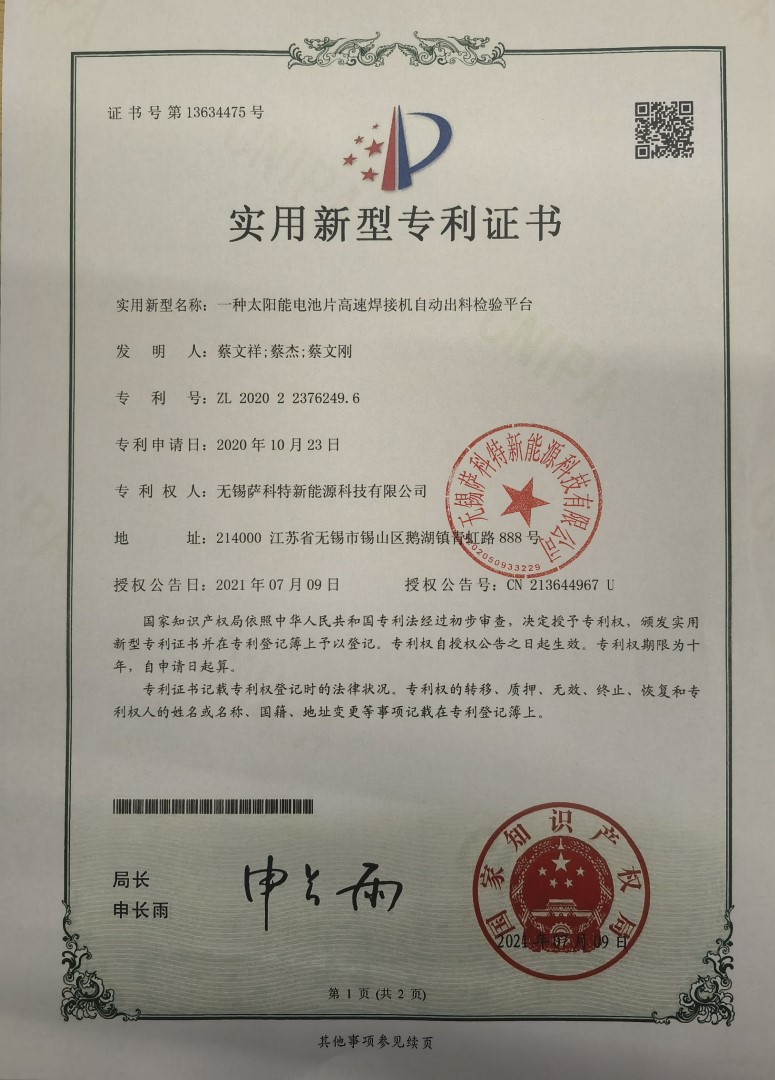 证书号第13634475号
实用新型专利证书
实用新型名称：一种太阳能电池片高速焊接机自动出料检验平台
发明人：蔡文祥;蔡杰;蔡文刚
专利号：ZL 2020 2 2376249.6
专利申请日：2020年10月23日
专利权人：无锡萨科特新能源科技有限公司
地址：214000 江苏省无锡市锡山区鹅湖镇青虹路888号
无锡萨科特新能源科技有限公司
3202050933229
授权公告日：2021年07月09日 授权公告号：CN 213644967 U
国家知识产权局依照中华人民共和国专利法经过初步审查，决定授予专利权，颁发实用
新型专利证书并在专利登记簿上予以登记。专利权自授权公告之日起生效。专利权期限为十
年，自申请日起算。
专利证书记载专利权登记时的法律状况。专利权的转移、质押、无效、终止、恢复和专
利权人的姓名或名称、国籍、地址变更等事项记载在专利登记簿上。
局长
申长雨
申长雨
国家知识产权局
2021年07月09日
第1页(共2页)
其他事项参见续页